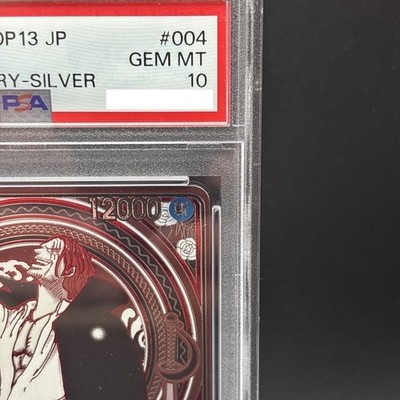 OP13 JP #004
GEM MT
RY-SILVER 10
PSA
12000